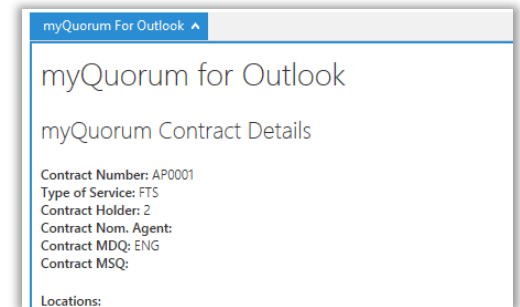 myQuorum For Outlook
myQuorum for Outlook
myQuorum Contract Details
Contract Number: AP0001
Type of Service: FTS
Contract Holder: 2
Contract Nom. Agent:
Contract MDQ: ENG
Contract MSQ:
Locations: